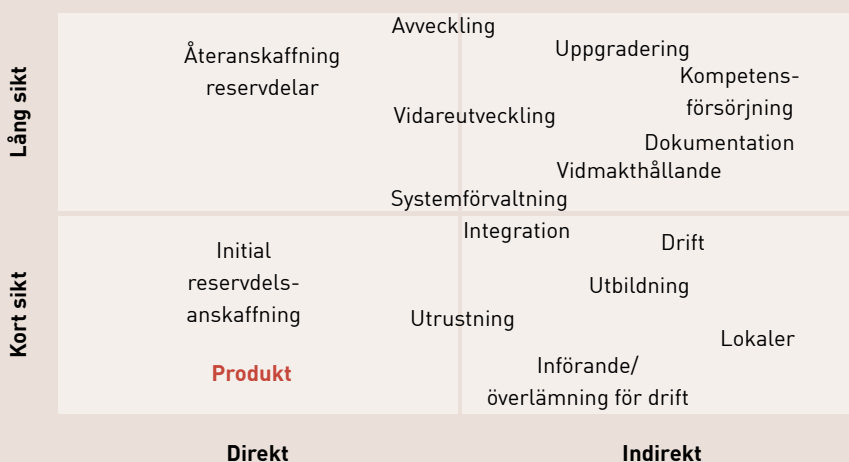 Lång sikt
Avveckling
Återanskaffning
reservdelar
Uppgradering
Kompetens-
försörjning
Vidareutveckling
Dokumentation
Vidmakthållande
Systemförvaltning
Kort sikt
Integration
Drift
Initial
reservdels-
anskaffning
Utbildning
Utrustning
Lokaler
Produkt
Införande/
överlämning för drift
Direkt
Indirekt